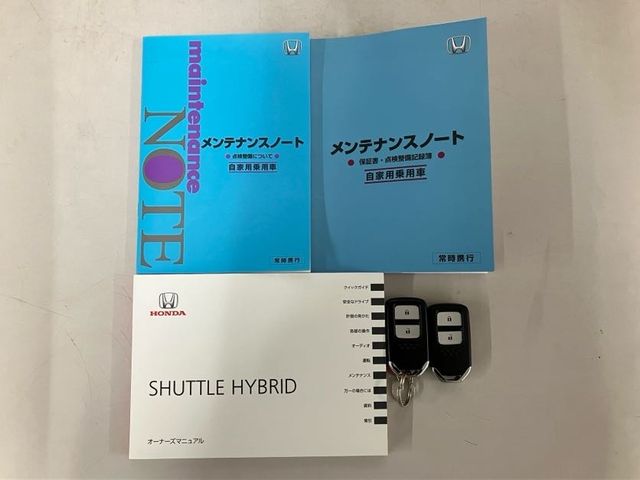 maintenance
NOTE
メンテナンスノート
点検整備について
自家用乗用車
常時携行
メンテナンスノート
保証書・点検整備記録簿
自家用乗用車
常時携行
HONDA
SHUTTLE HYBRID
オーナーズマニュアル
クイックガイド
安全なドライブ
計器の見かた
各部の操作
オーディオ
運転
メンテナンス
万一の場合には
資料
索引